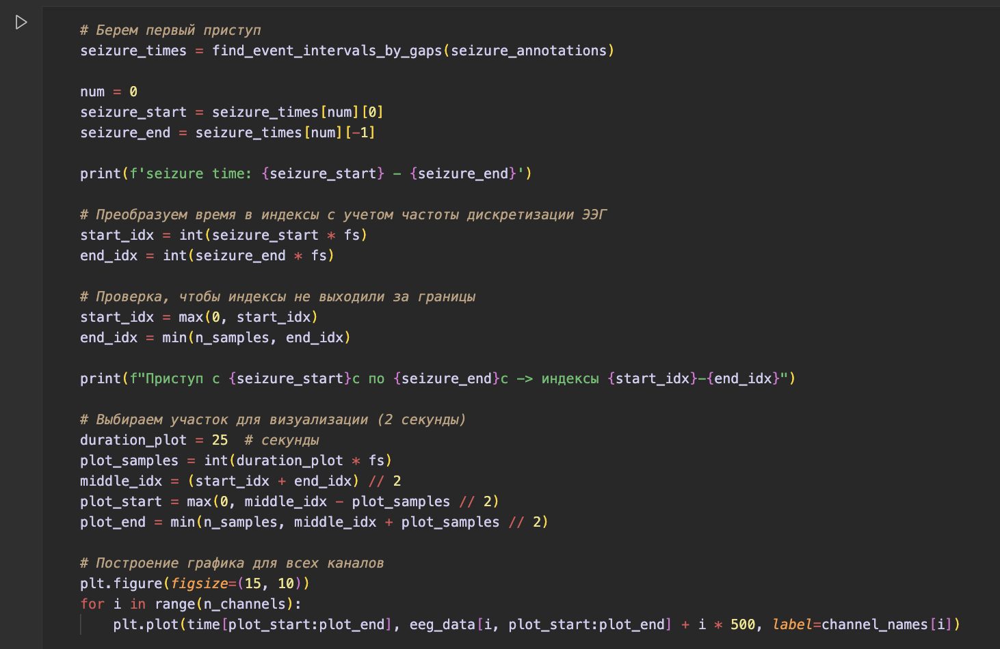 # Берем первый приступ
seizure_times = find_event_intervals_by_gaps(seizure_annotations)
num = 0
seizure_start = seizure_times[num][0]
seizure_end = seizure_times[num][-1]
print(f'seizure time: {seizure_start} - {seizure_end}')
# Преобразуем время в индексы с учетом частоты дискретизации ЭЭГ
start_idx = int(seizure_start * fs)
end_idx = int(seizure_end * fs)
# Проверка, чтобы индексы не выходили за границы
start_idx = max(0, start_idx)
end_idx = min(n_samples, end_idx)
print(f"Приступ с {seizure_start}с по {seizure_end}с -> индексы {start_idx}-{end_idx}")
# Выбираем участок для визуализации (2 секунды)
duration_plot = 25  # секунды
plot_samples = int(duration_plot * fs)
middle_idx = (start_idx + end_idx) // 2
plot_start = max(0, middle_idx - plot_samples // 2)
plot_end = min(n_samples, middle_idx + plot_samples // 2)
# Построение графика для всех каналов
plt.figure(figsize=(15, 10))
for i in range(n_channels):
    plt.plot(time[plot_start:plot_end], eeg_data[i, plot_start:plot_end] + i * 500, label=channel_names[i])